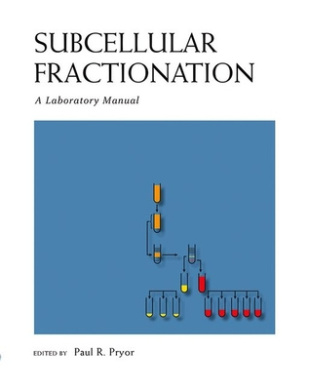 SUBCELLULAR
FRACTIONATION
A Laboratory Manual
EDITED BY Paul R. Pryor